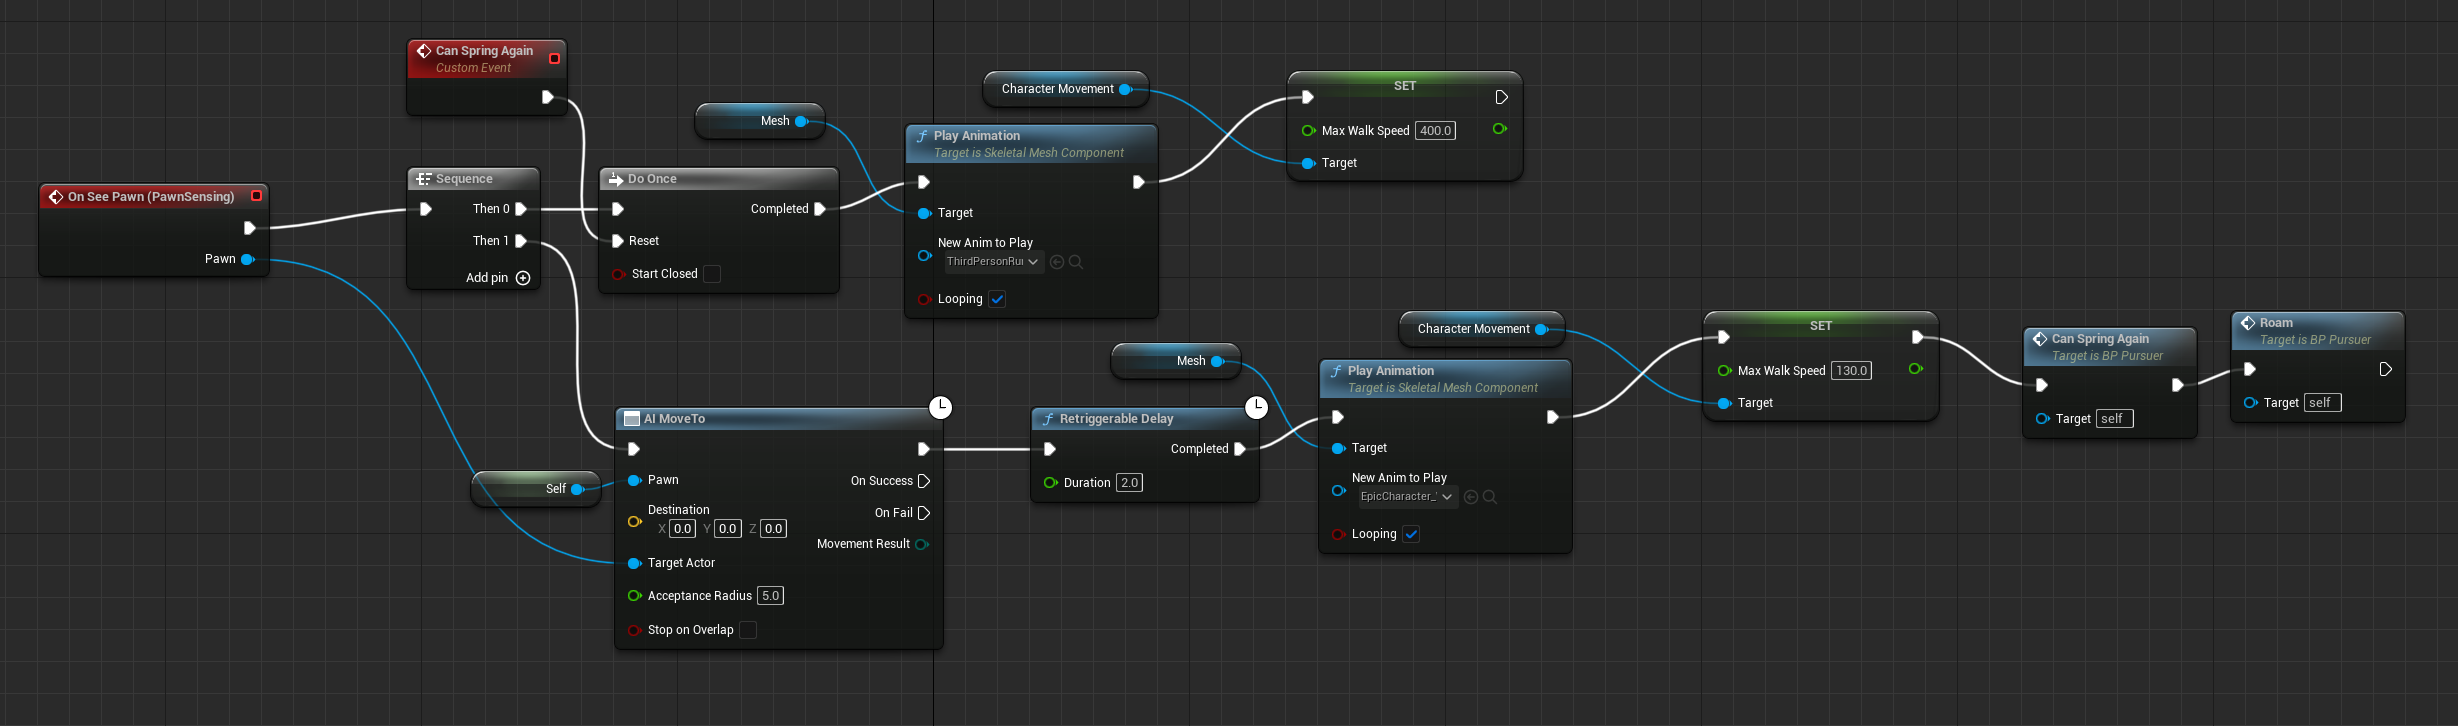 Can Spring Again
Custom Event
On See Pawn (PawnSensing)
Pawn
Sequence
Then 0
Then 1
Add pin
Do Once
Completed
Reset
Start Closed
Mesh
Play Animation
Target is Skeletal Mesh Component
Target
New Anim to Play
ThirdPersonRu
Looping
Character Movement
SET
Max Walk Speed 400.0
Target
Self
AI MoveTo
Pawn
On Success
Destination
On Fail
X 0.0 Y 0.0 Z 0.0
Movement Result
Target Actor
Acceptance Radius 5.0
Stop on Overlap
Retriggerable Delay
Completed
Duration 2.0
Mesh
Play Animation
Target is Skeletal Mesh Component
Target
New Anim to Play
EpicCharacter_
Looping
Character Movement
SET
Max Walk Speed 130.0
Target
Can Spring Again
Target is BP Pursuer
Target self
Roam
Target is BP Pursuer
Target self